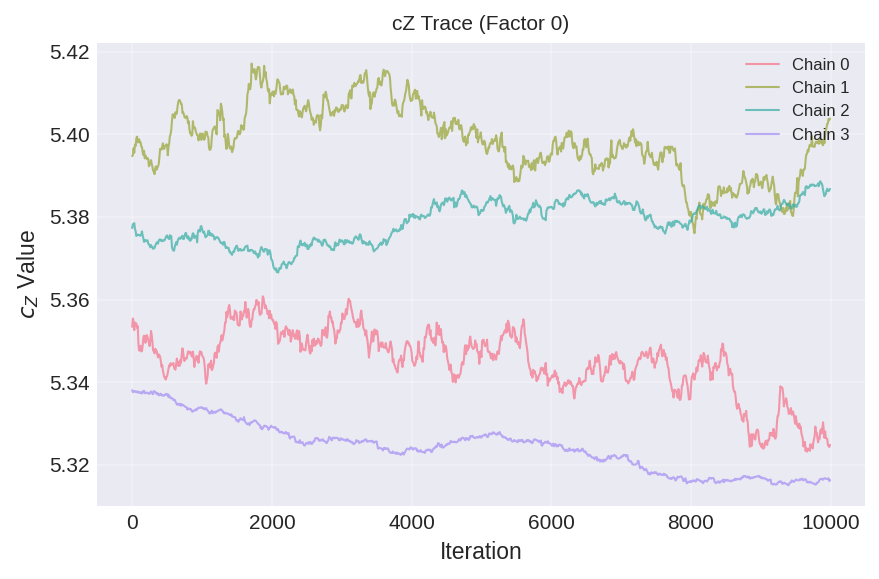 cZ Trace (Factor 0)
Chain 0
Chain 1
Chain 2
Chain 3
5.42
5.40
5.38
5.36
5.34
5.32
cZ Value
0 2000 4000 6000 8000 10000
Iteration